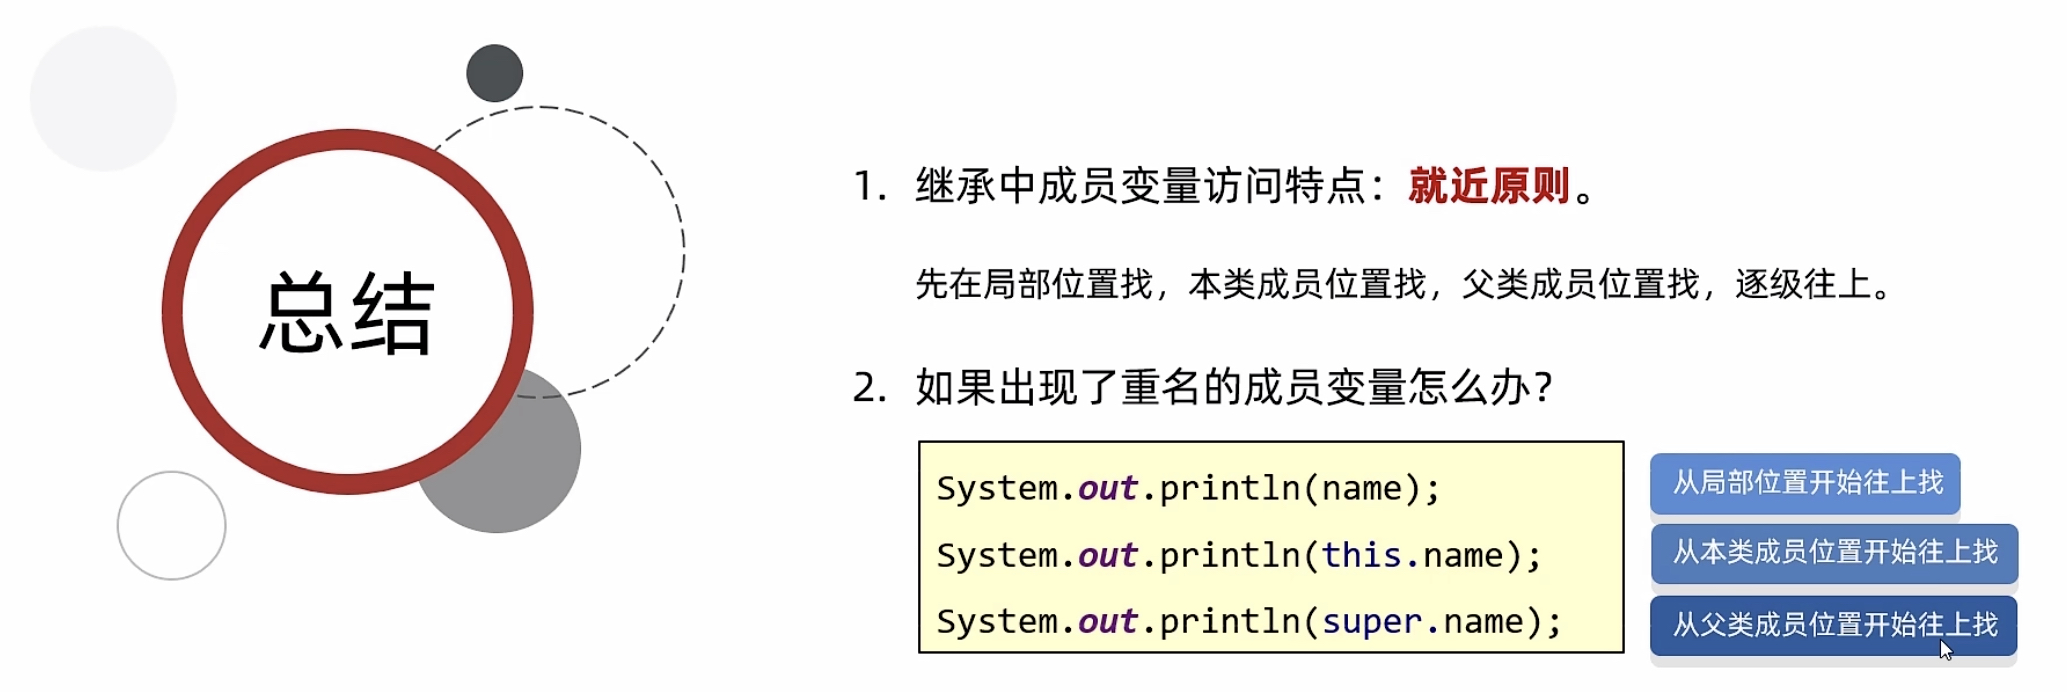 总结
1. 继承中成员变量访问特点：就近原则。
先在局部位置找，本类成员位置找，父类成员位置找，逐级往上。
2. 如果出现了重名的成员变量怎么办？
System.out.println(name);
从局部位置开始往上找
System.out.println(this.name);
从本类成员位置开始往上找
System.out.println(super.name);
从父类成员位置开始往上找